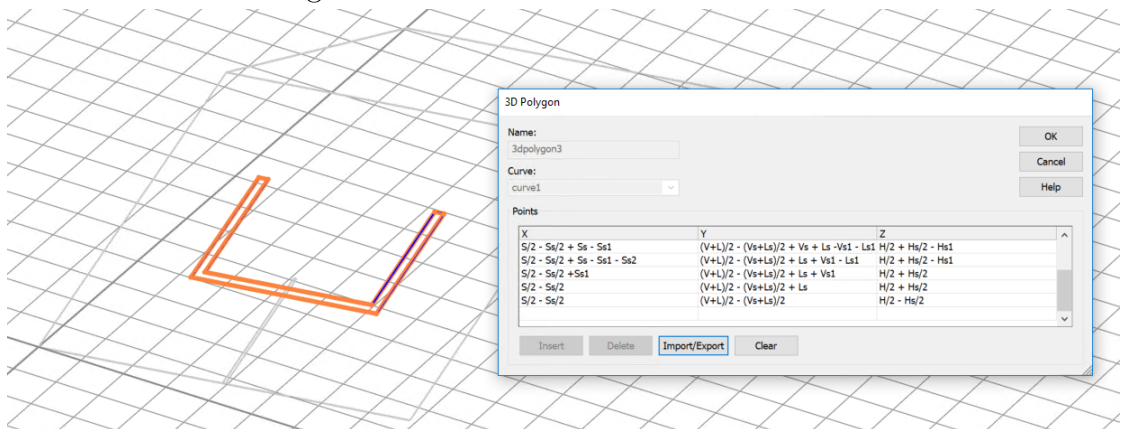 3D Polygon
Name:
3dpolygon3
OK
Curve:
Cancel
curve1
Help
Points
X Y Z
S/2 - Ss/2 + Ss - Ss1 (V+L)/2 - (Vs+Ls)/2 + Vs + Ls -Vs1 - Ls1 H/2 + Hs/2 - Hs1
S/2 - Ss/2 + Ss - Ss1 - Ss2 (V+L)/2 - (Vs+Ls)/2 + Ls + Vs1 - Ls1 H/2 + Hs/2 - Hs1
S/2 - Ss/2 +Ss1 (V+L)/2 - (Vs+Ls)/2 + Ls + Vs1 H/2 + Hs/2
S/2 - Ss/2 (V+L)/2 - (Vs+Ls)/2 + Ls H/2 + Hs/2
S/2 - Ss/2 (V+L)/2 - (Vs+Ls)/2 H/2 - Hs/2
Insert Delete Import/Export Clear